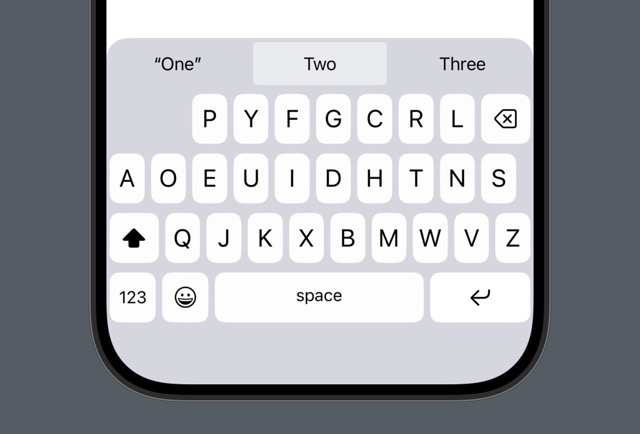 “One” Two Three
P Y F G C R L
A O E U I D H T N S
Q J K X B M W V Z
123 space